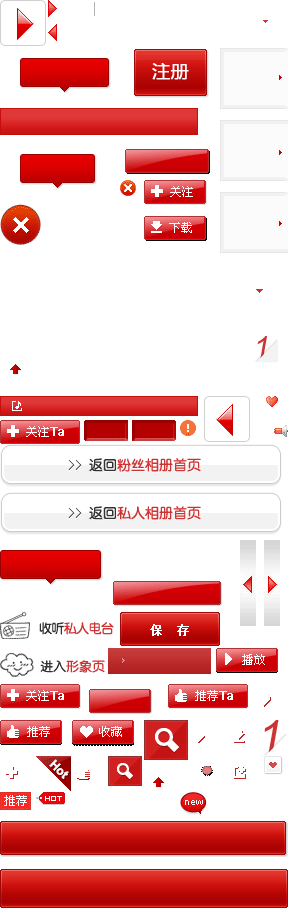 注册
关注
下载
1
关注Ta
>> 返回粉丝相册首页
>> 返回私人相册首页
收听私人电台
保 存
进入形象页
播放
关注Ta
推荐Ta
推荐
收藏
1
Hot
推荐
HOT
new